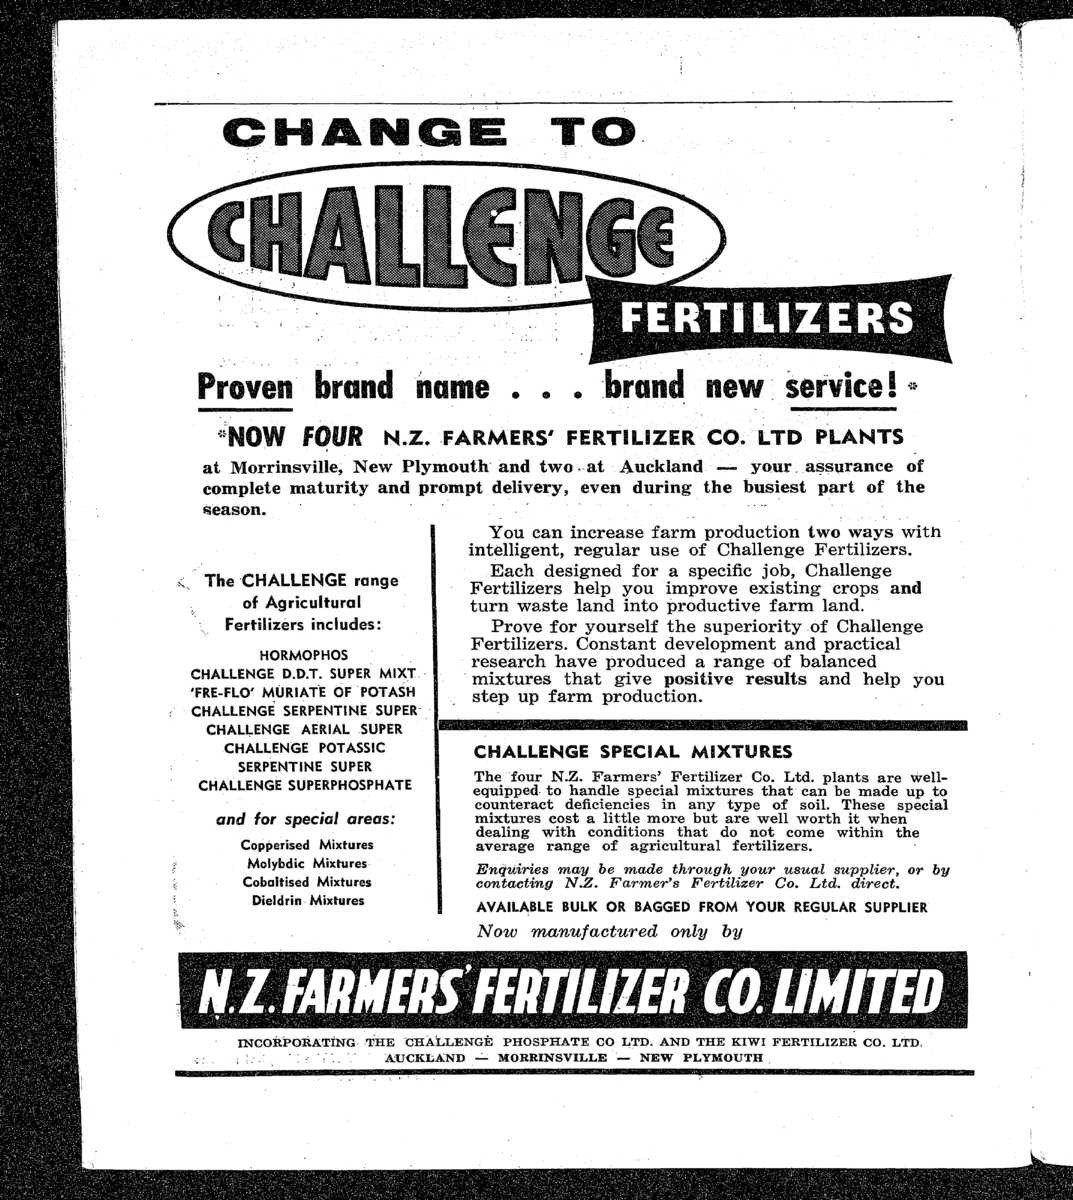 CHANGE TO
CHALLENGE
FERTILIZERS
Proven brand name . . . brand new service! *
*NOW FOUR N.Z. FARMERS' FERTILIZER CO. LTD PLANTS
at Morrinsville, New Plymouth and two at Auckland — your assurance of
complete maturity and prompt delivery, even during the busiest part of the
season.
The CHALLENGE range
of Agricultural
Fertilizers includes:
HORMOPHOS
CHALLENGE D.D.T. SUPER MIXT
'FRE-FLO' MURIATE OF POTASH
CHALLENGE SERPENTINE SUPER
CHALLENGE AERIAL SUPER
CHALLENGE POTASSIC
SERPENTINE SUPER
CHALLENGE SUPERPHOSPHATE
and for special areas:
Copperised Mixtures
Molybdic Mixtures
Cobaltised Mixtures
Dieldrin Mixtures
You can increase farm production two ways with
intelligent, regular use of Challenge Fertilizers.
Each designed for a specific job, Challenge
Fertilizers help you improve existing crops and
turn waste land into productive farm land.
Prove for yourself the superiority of Challenge
Fertilizers. Constant development and practical
research have produced a range of balanced
mixtures that give positive results and help you
step up farm production.
CHALLENGE SPECIAL MIXTURES
The four N.Z. Farmers' Fertilizer Co. Ltd. plants are well-
equipped to handle special mixtures that can be made up to
counteract deficiencies in any type of soil. These special
mixtures cost a little more but are well worth it when
dealing with conditions that do not come within the
average range of agricultural fertilizers.
Enquiries may be made through your usual supplier, or by
contacting N.Z. Farmer's Fertilizer Co. Ltd. direct.
AVAILABLE BULK OR BAGGED FROM YOUR REGULAR SUPPLIER
Now manufactured only by
N.Z. FARMERS' FERTILIZER CO. LIMITED
INCORPORATING THE CHALLENGE PHOSPHATE CO LTD. AND THE KIWI FERTILIZER CO. LTD.
AUCKLAND — MORRINSVILLE — NEW PLYMOUTH